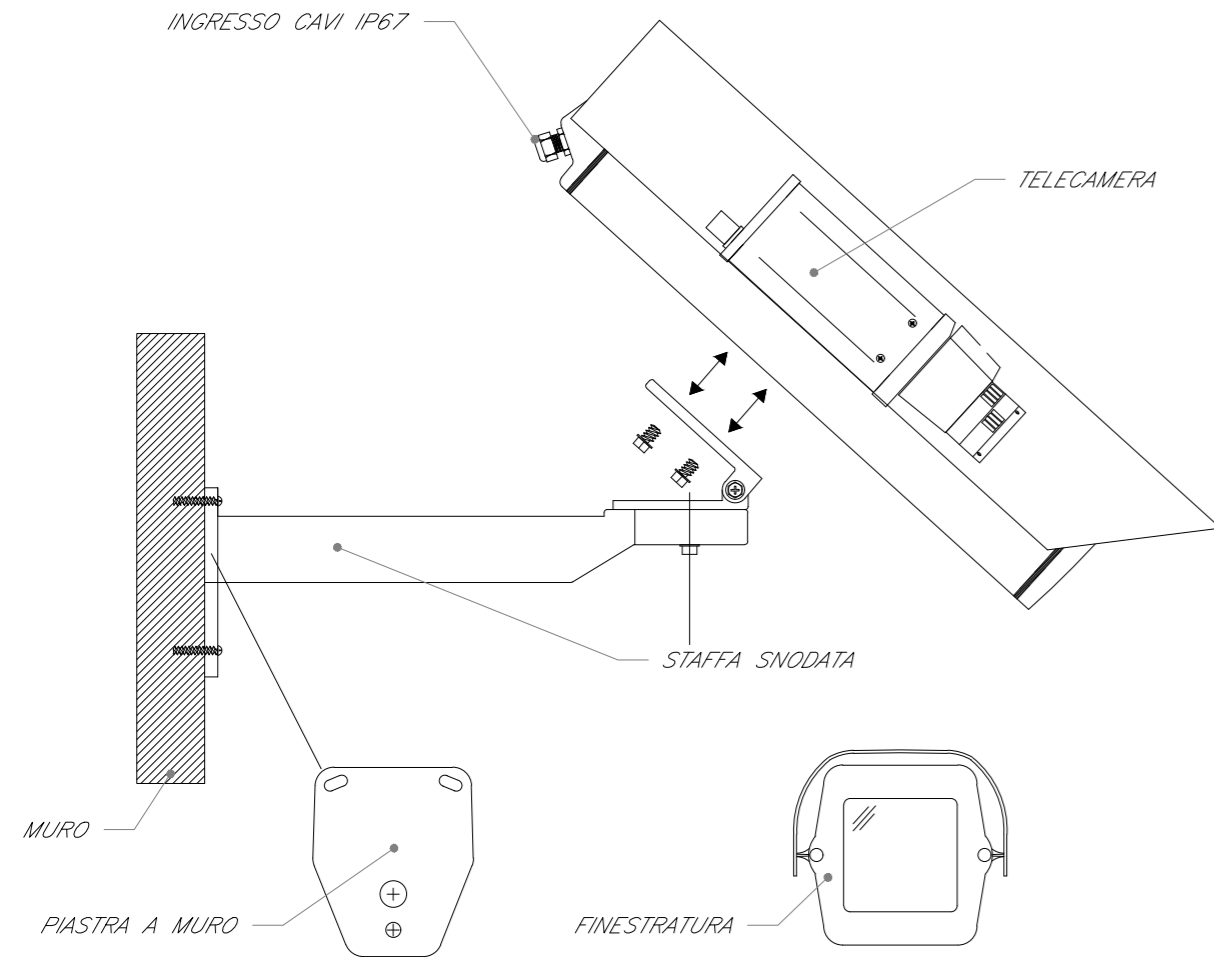 INGRESSO CAVI IP67
TELECAMERA
STAFFA SNODATA
MURO
PIASTRA A MURO
FINESTRATURA